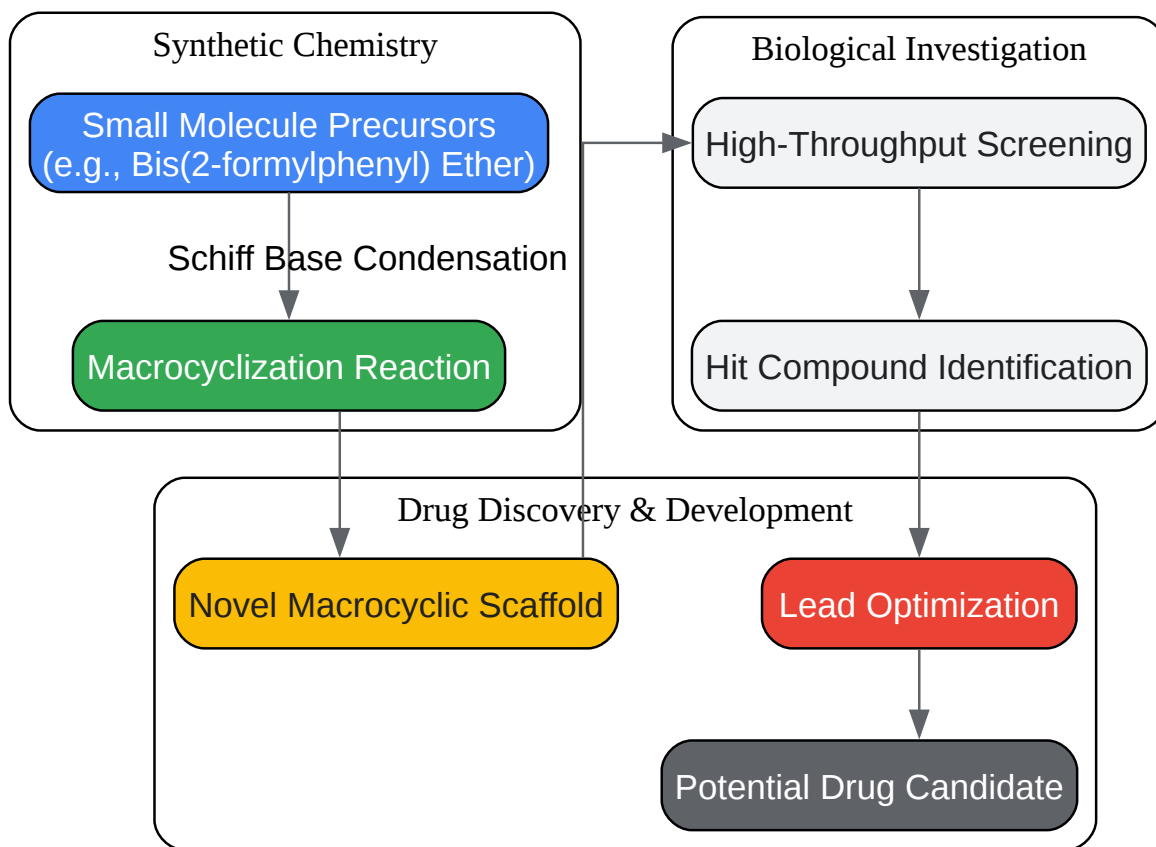 Synthetic Chemistry
Small Molecule Precursors
(e.g., Bis(2-formylphenyl) Ether)
Schiff Base Condensation
Macrocyclization Reaction
Biological Investigation
High-Throughput Screening
Hit Compound Identification
Drug Discovery & Development
Novel Macrocyclic Scaffold
Lead Optimization
Potential Drug Candidate